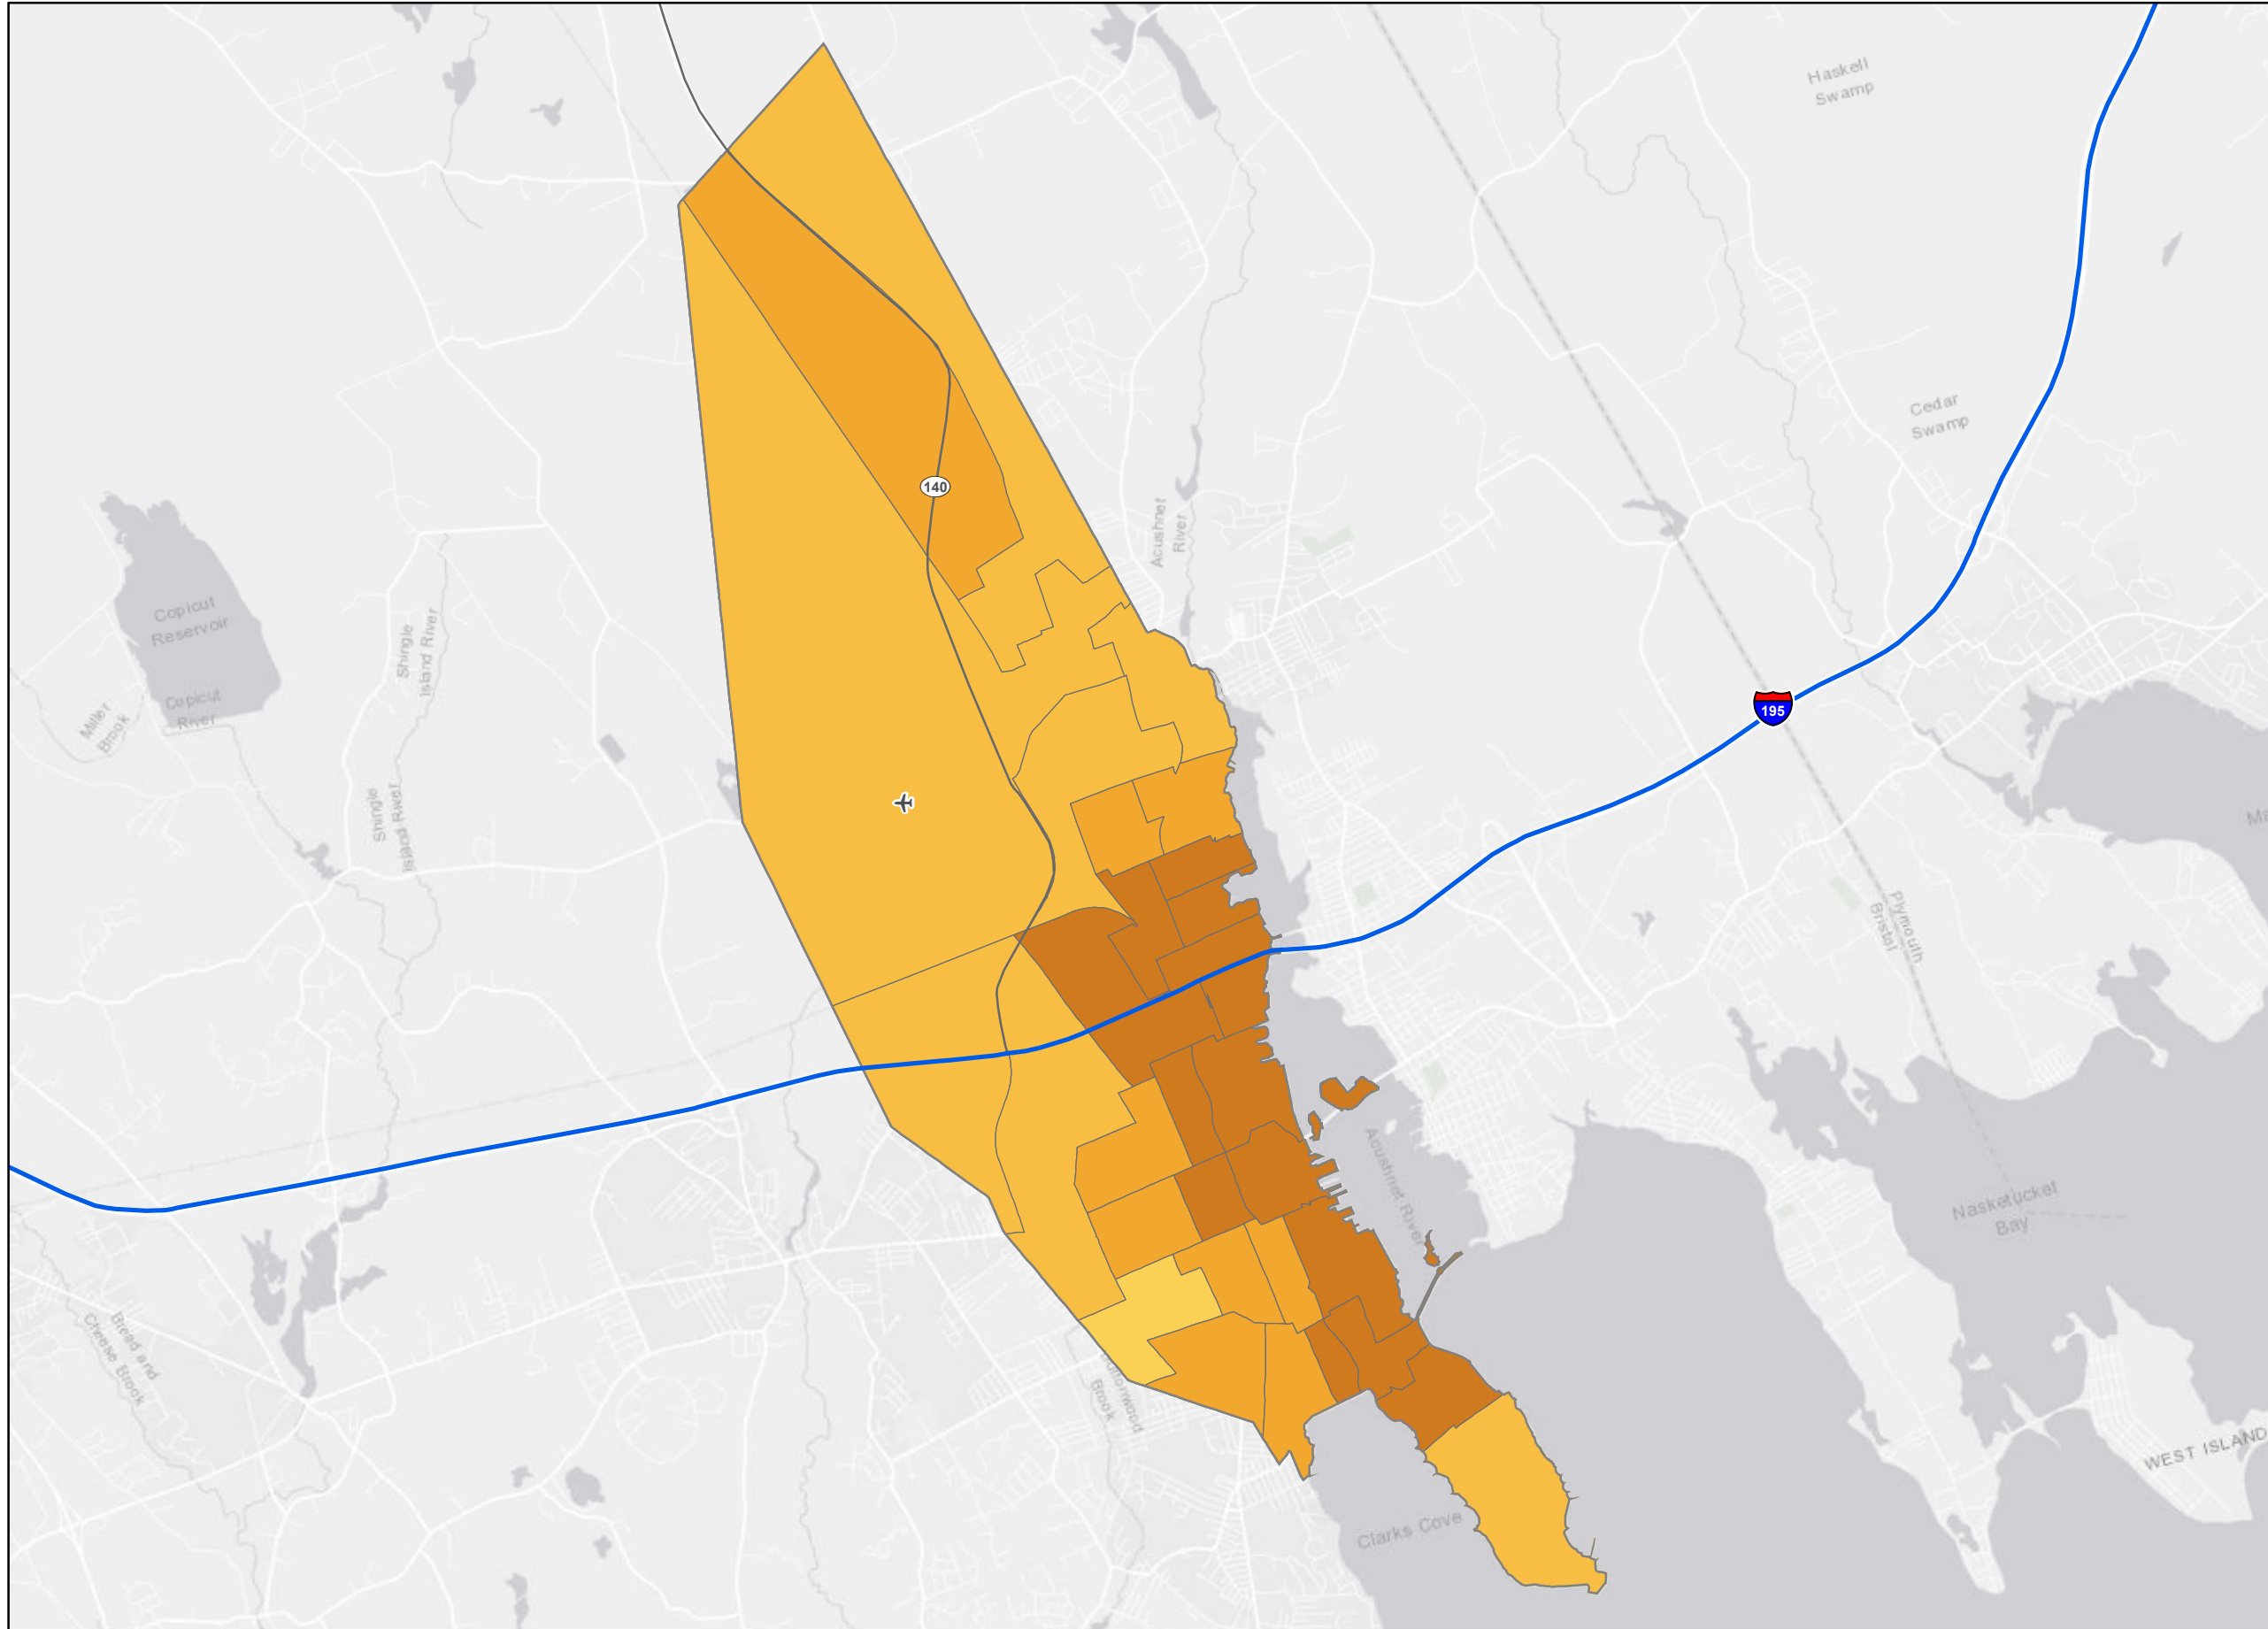 Haskell
Swamp
Cedar
Swamp
140
Acushnet
River
Copicut
Reservoir
Shingle
Island River
Copicut
River
Miller
Brook
195
Shingle
Island River
Plymouth
Bristol
Acushnet River
Nasketucket
Bay
Bread and
Cheese Brook
Brook
WEST ISLAND
Clarks Cove